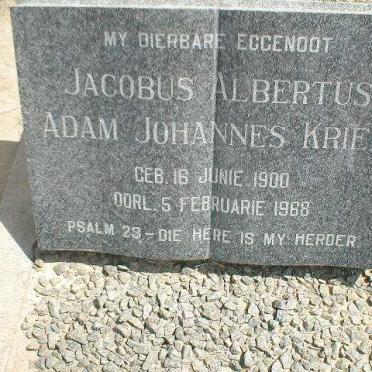 MY DIERBARE EGGENOOT
JACOBUS ALBERTUS
ADAM JOHANNES KRIE
GEB. 16 JUNIE 1900
OORL. 5 FEBRUARIE 1968
PSALM 23 - DIE HERE IS MY HERDER